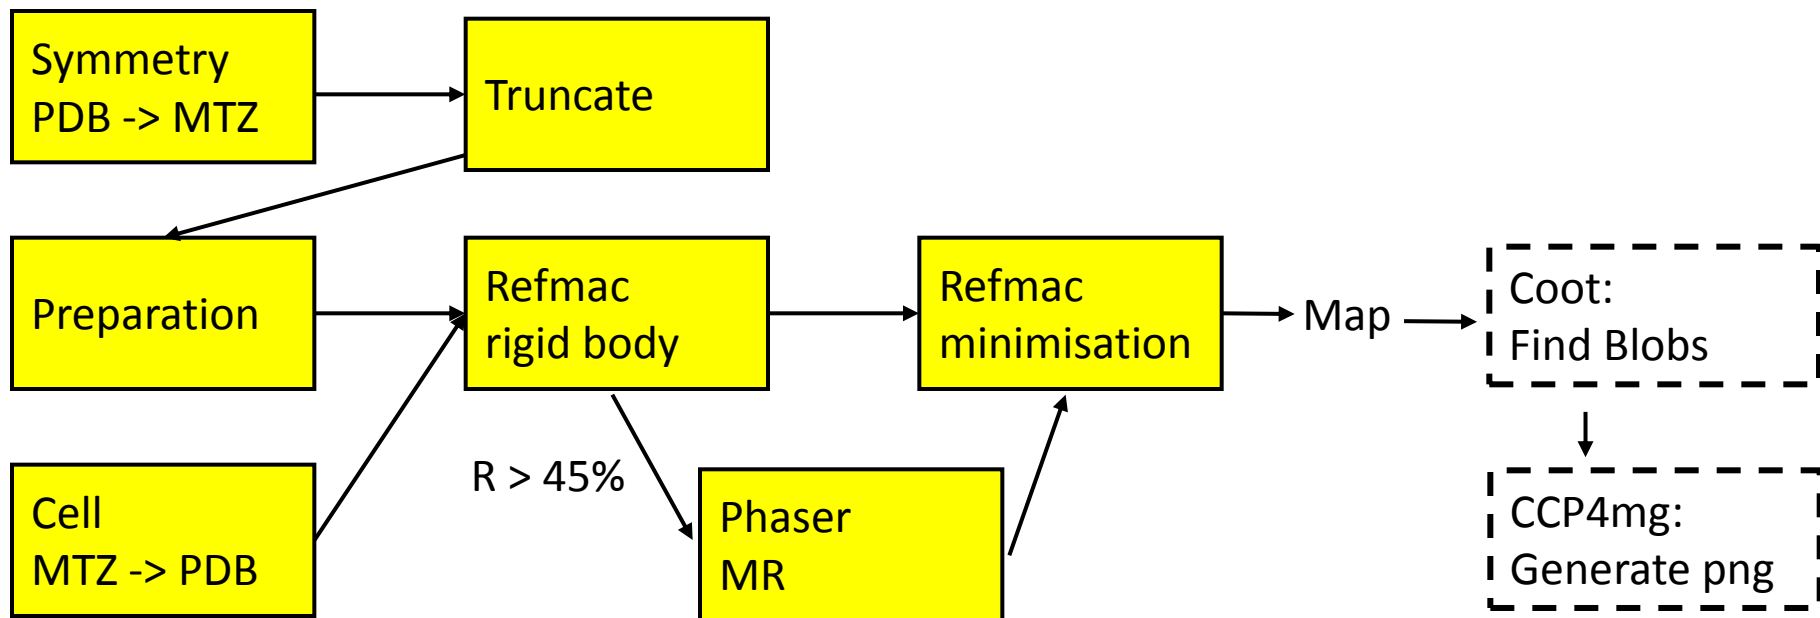 Symmetry
PDB -> MTZ
Truncate
Preparation
Refmac
rigid body
Refmac
minimisation
Map
Coot:
Find Blobs
Cell
MTZ -> PDB
R > 45%
Phaser
MR
CCP4mg:
Generate png